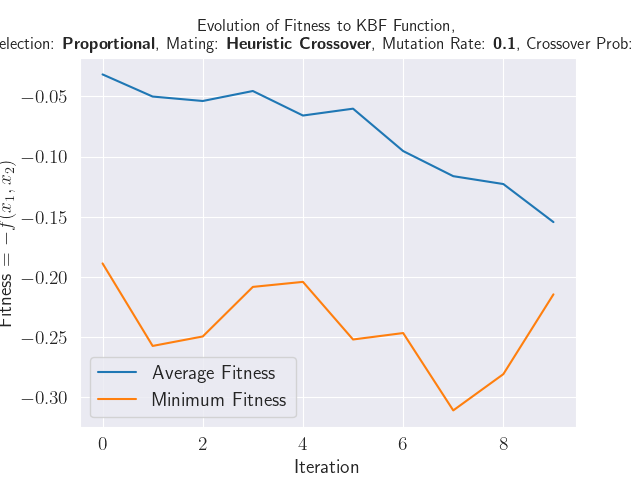 Evolution of Fitness to KBF Function,
election: Proportional, Mating: Heuristic Crossover, Mutation Rate: 0.1, Crossover Prob:
−0.05
−0.10
−0.15
−0.20
−0.25
−0.30
Fitness = −f(x₁, x₂)
Average Fitness
Minimum Fitness
0 2 4 6 8
Iteration